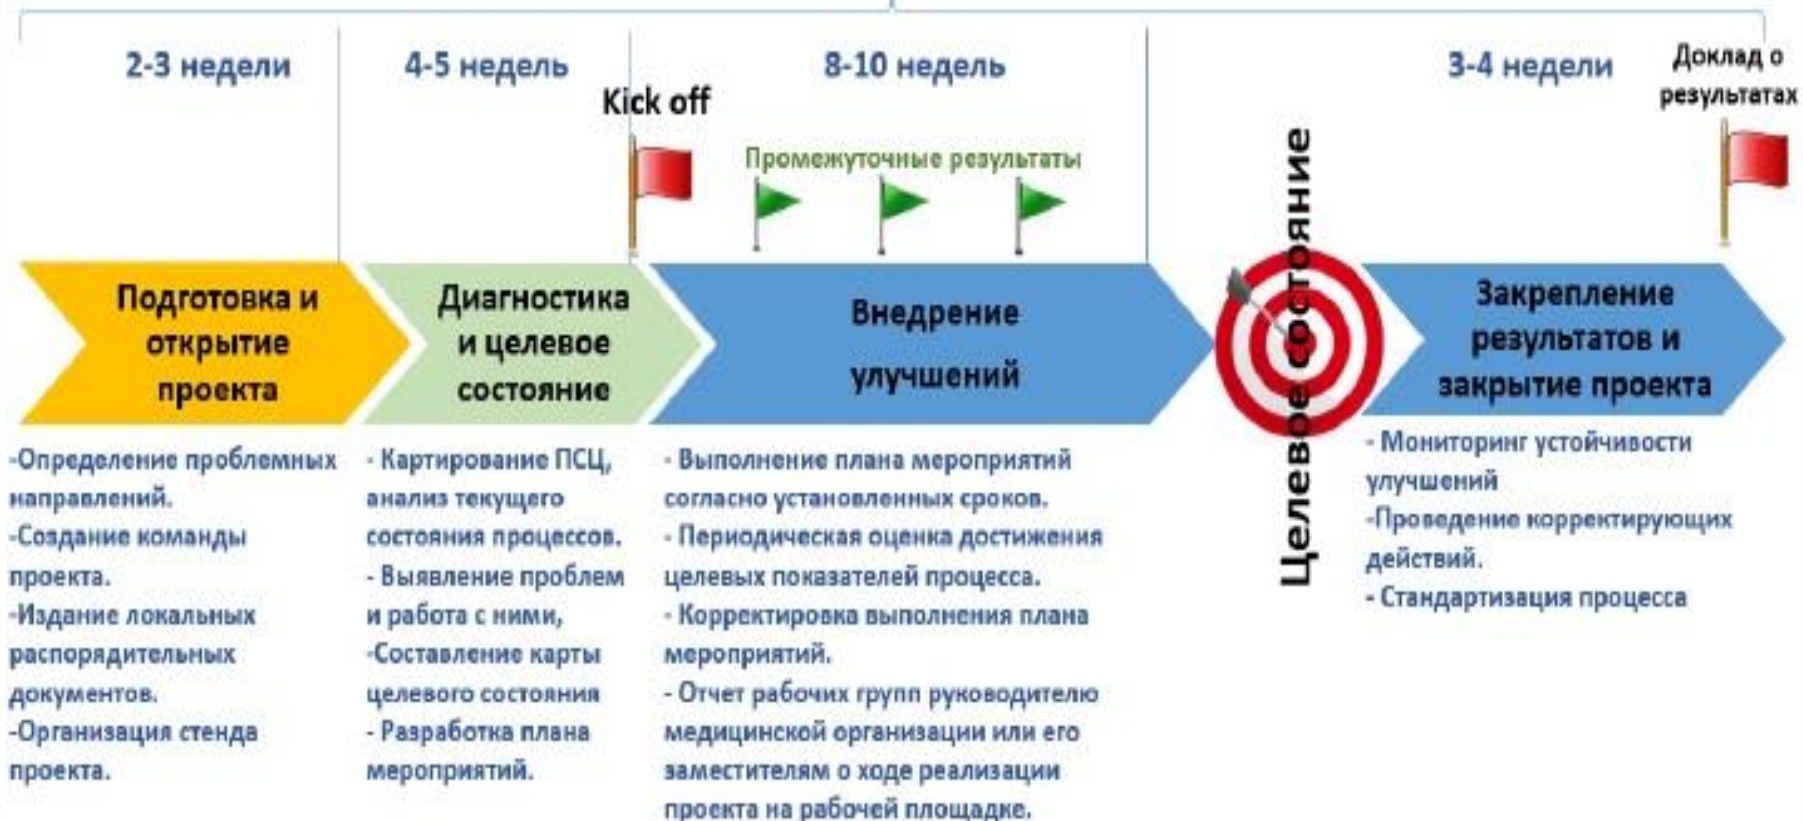 2-3 недели
4-5 недель
8-10 недель
3-4 недели
Доклад о
результатах
Kick off
Промежуточные результаты
Целевое состояние
Подготовка и
открытие
проекта
Диагностика
и целевое
состояние
Внедрение
улучшений
Закрепление
результатов и
закрытие проекта
-Определение проблемных
направлений.
-Создание команды
проекта.
-Издание локальных
распорядительных
документов.
-Организация стенда
проекта.
- Картирование ПСЦ,
анализ текущего
состояния процессов.
- Выявление проблем
и работа с ними,
-Составление карты
целевого состояния
- Разработка плана
мероприятий.
- Выполнение плана мероприятий
согласно установленных сроков.
- Периодическая оценка достижения
целевых показателей процесса.
- Корректировка выполнения плана
мероприятий.
- Отчет рабочих групп руководителю
медицинской организации или его
заместителям о ходе реализации
проекта на рабочей площадке.
- Мониторинг устойчивости
улучшений
-Проведение корректирующих
действий.
- Стандартизация процесса